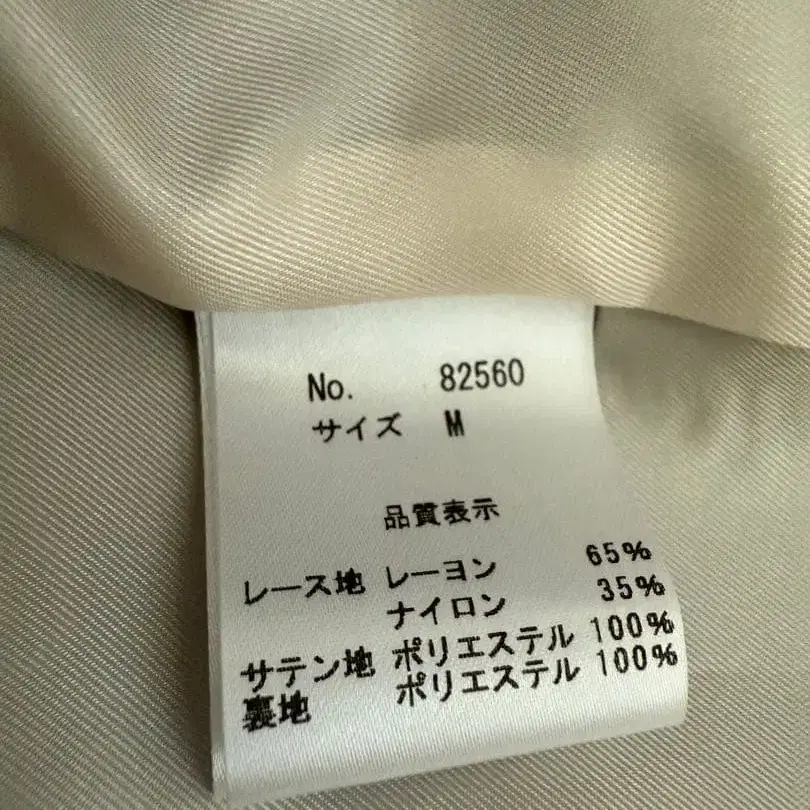 No. 82560
サイズ M
品質表示
レース地 レーヨン 65%
ナイロン 35%
サテン地 ポリエステル 100%
裏地 ポリエステル 100%